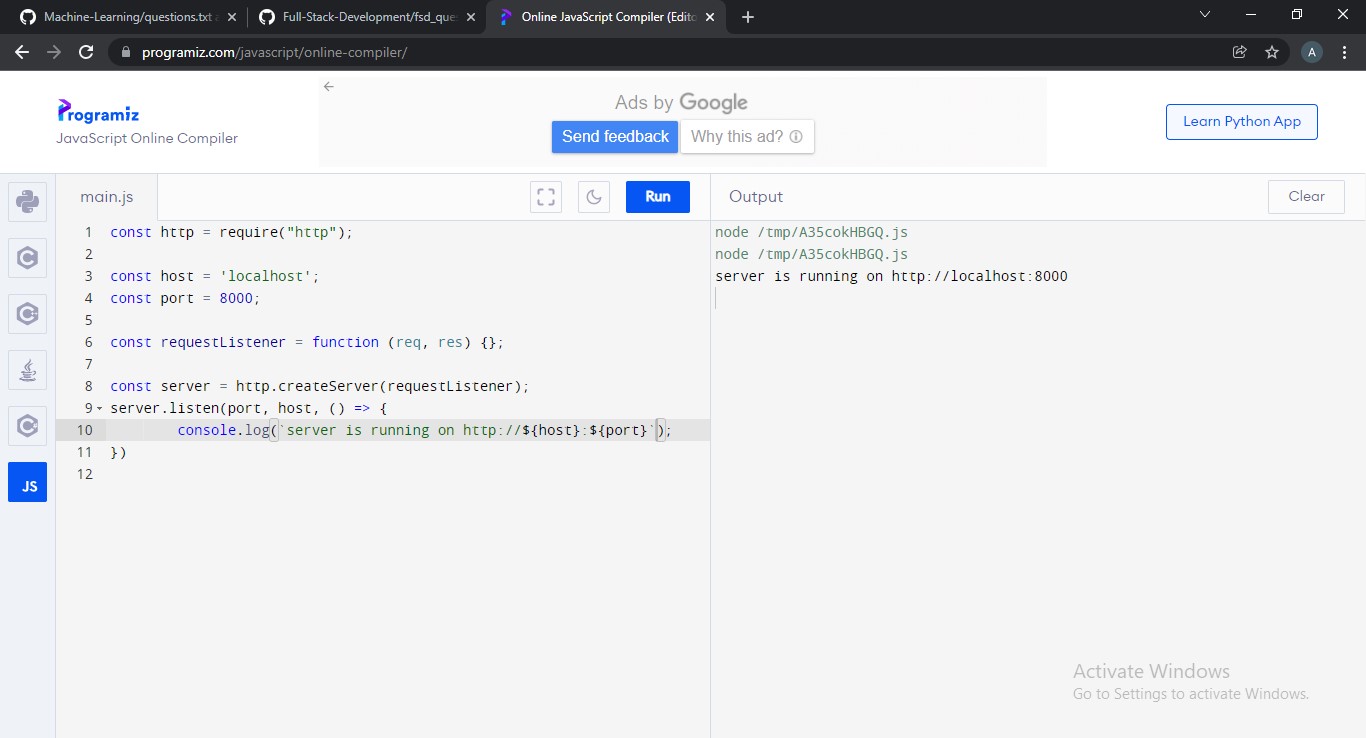 Machine-Learning/questions.txt a
Full-Stack-Development/fsd_ques
Online JavaScript Compiler (Edito
programiz.com/javascript/online-compiler/
A
Programiz
JavaScript Online Compiler
Ads by Google
Send feedback
Why this ad?
Learn Python App
main.js
Run
Output
Clear
1 const http = require("http");
2
3 const host = 'localhost';
4 const port = 8000;
5
6 const requestListener = function (req, res) {};
7
8 const server = http.createServer(requestListener);
9 server.listen(port, host, () => {
10 console.log(`server is running on http://${host}:${port}`);
11 })
12
node /tmp/A35cokHBGQ.js
node /tmp/A35cokHBGQ.js
server is running on http://localhost:8000
JS
Activate Windows
Go to Settings to activate Windows.